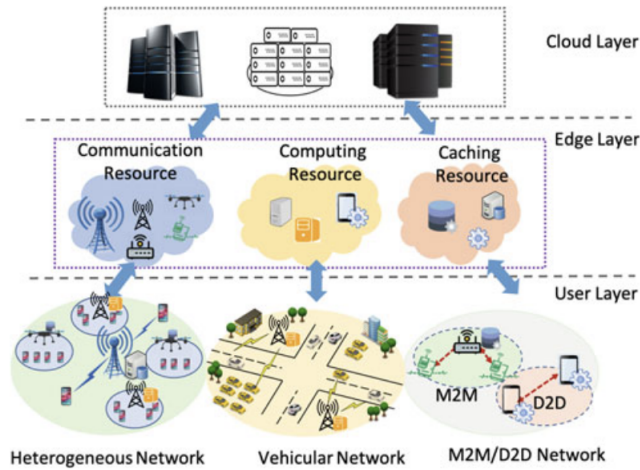 Cloud Layer
Edge Layer
Communication
Resource
Computing
Resource
Caching
Resource
User Layer
M2M
D2D
Heterogeneous Network
Vehicular Network
M2M/D2D Network